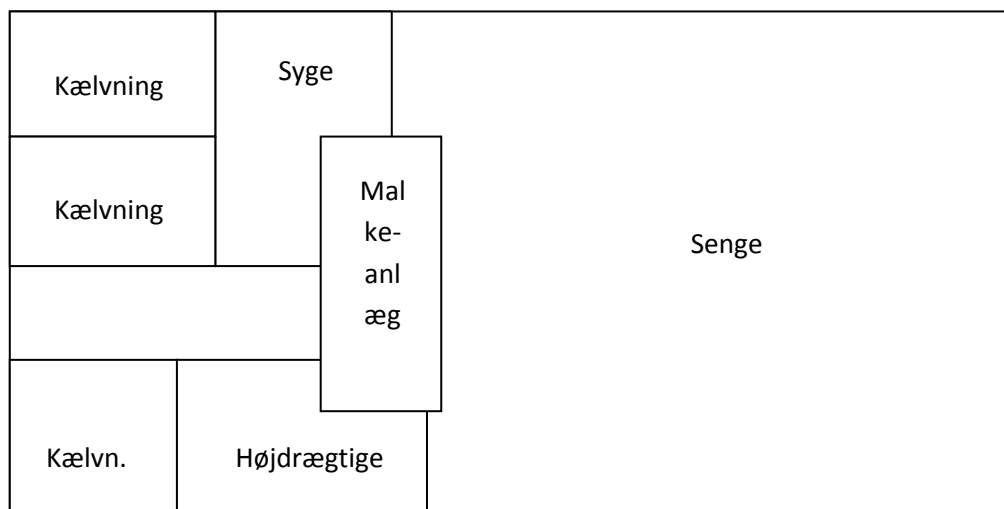 Kælvning
Syge
Kælvning
Mal
ke-
anl
æg
Senge
Kælvn.
Højdrægtige